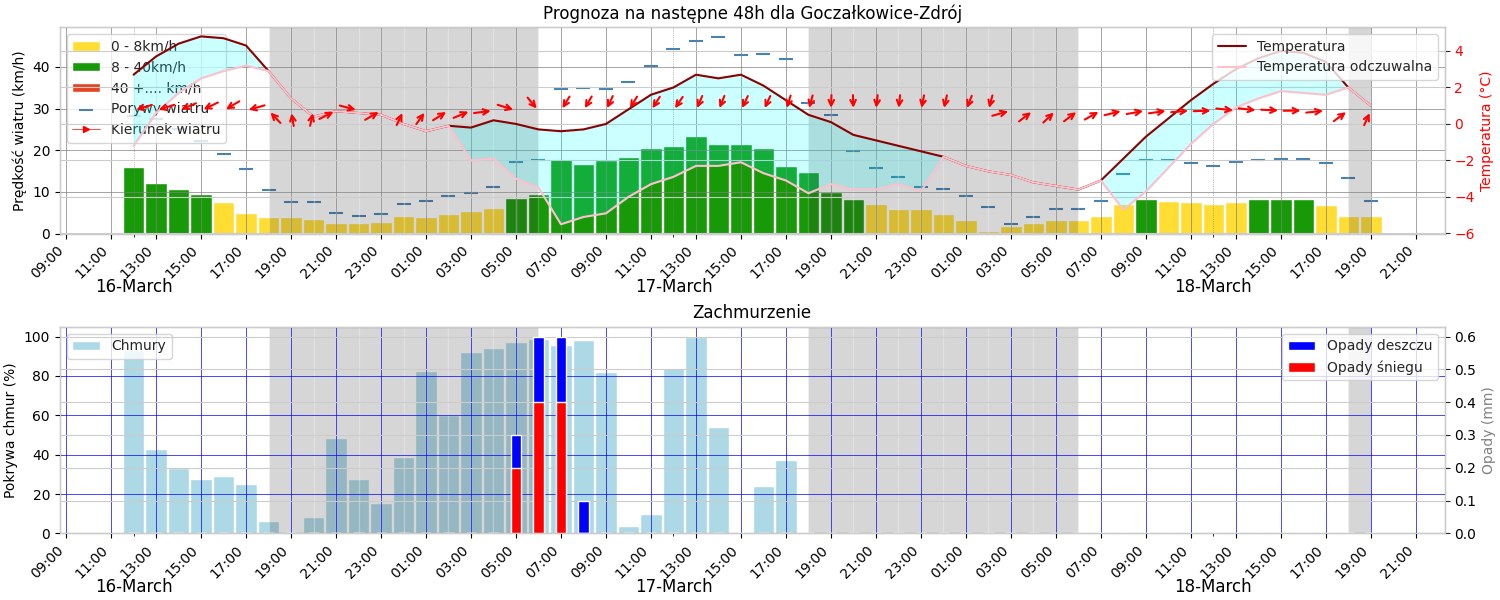 Prognoza na następne 48h dla Goczałkowice-Zdrój
Prędkość wiatru (km/h)
40
30
20
10
0
0 - 8km/h
8 - 40km/h
40 +.... km/h
Porywy wiatru
Kierunek wiatru
Temperatura
Temperatura odczuwalna
4
2
0
−2
−4
−6
Temperatura (°C)
09:00 11:00 13:00 15:00 17:00 19:00 21:00 23:00 01:00 03:00 05:00 07:00 09:00 11:00 13:00 15:00 17:00 19:00 21:00 23:00 01:00 03:00 05:00 07:00 09:00 11:00 13:00 15:00 17:00 19:00 21:00
16-March 17-March 18-March
Zachmurzenie
Pokrywa chmur (%)
100
80
60
40
20
0
Chmury
Opady deszczu
Opady śniegu
0.6
0.5
0.4
0.3
0.2
0.1
0.0
Opady (mm)
09:00 11:00 13:00 15:00 17:00 19:00 21:00 23:00 01:00 03:00 05:00 07:00 09:00 11:00 13:00 15:00 17:00 19:00 21:00 23:00 01:00 03:00 05:00 07:00 09:00 11:00 13:00 15:00 17:00 19:00 21:00
16-March 17-March 18-March